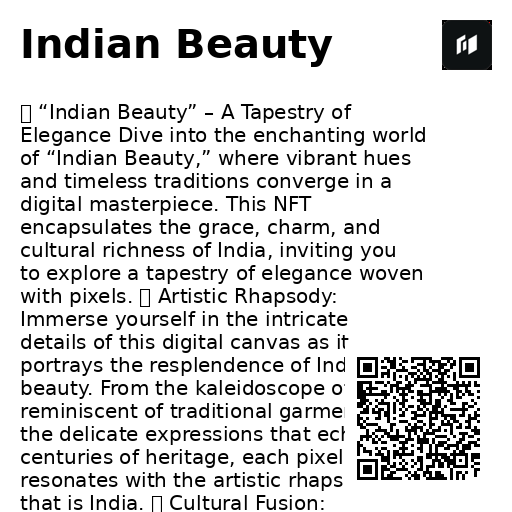 Indian Beauty
“Indian Beauty” – A Tapestry of
Elegance Dive into the enchanting world
of “Indian Beauty,” where vibrant hues
and timeless traditions converge in a
digital masterpiece. This NFT
encapsulates the grace, charm, and
cultural richness of India, inviting you
to explore a tapestry of elegance woven
with pixels. Artistic Rhapsody:
Immerse yourself in the intricate
details of this digital canvas as it
portrays the resplendence of Ind
beauty. From the kaleidoscope of
reminiscent of traditional garme
the delicate expressions that ech
centuries of heritage, each pixel
resonates with the artistic rhaps
that is India. Cultural Fusion: